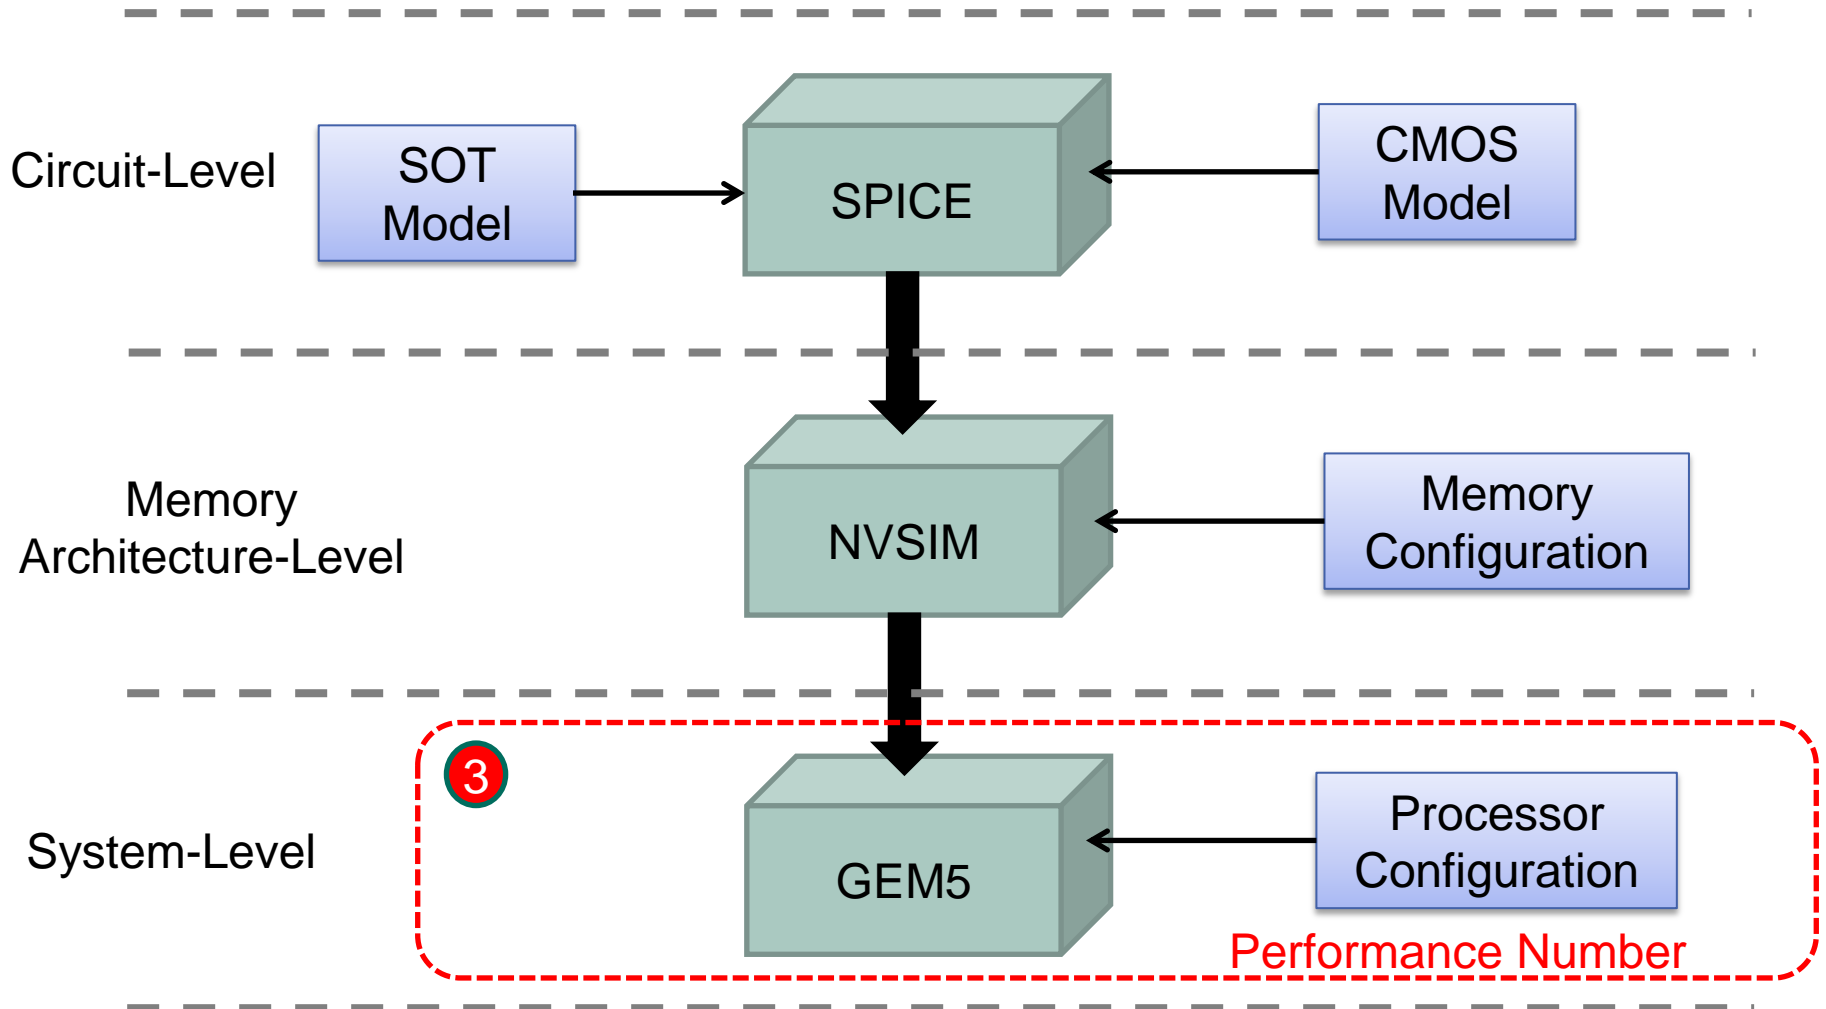 Circuit-Level
SOT
Model
SPICE
CMOS
Model
Memory
Architecture-Level
NVSIM
Memory
Configuration
3
System-Level
GEM5
Processor
Configuration
Performance Number